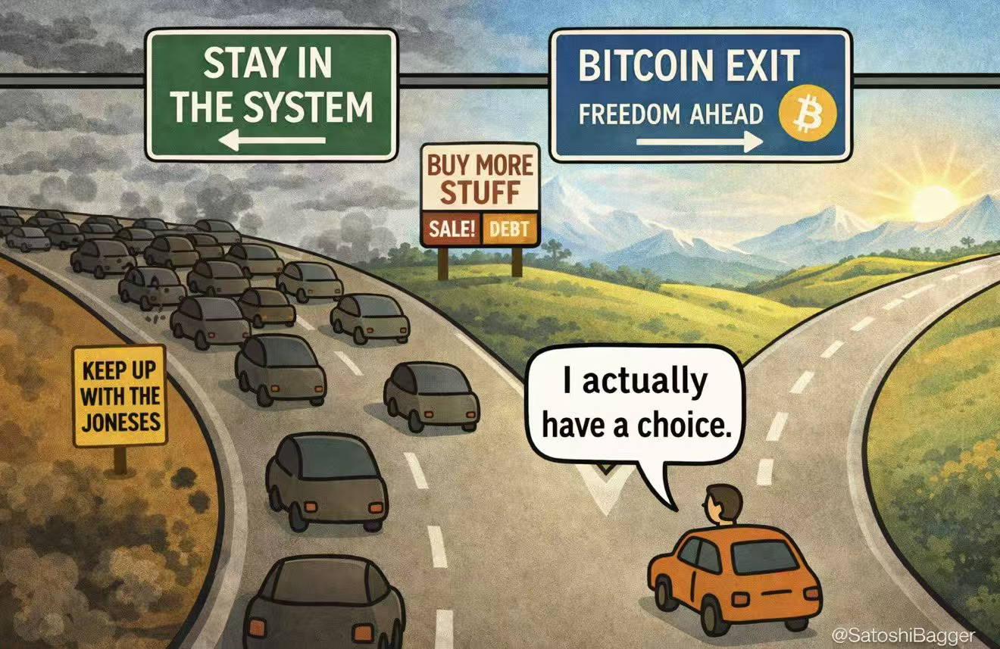 STAY IN
THE SYSTEM
BITCOIN EXIT
FREEDOM AHEAD
BUY MORE
STUFF
SALE!
DEBT
KEEP UP
WITH THE
JONESES
I actually
have a choice.
@SatoshiBagger